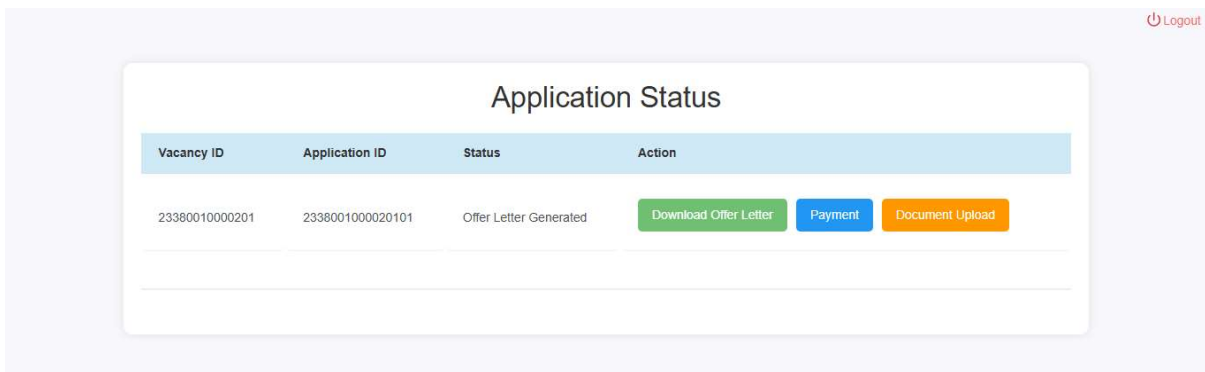 Logout
Application Status
Vacancy ID Application ID Status Action
23380010000201 2338001000020101 Offer Letter Generated Download Offer Letter Payment Document Upload